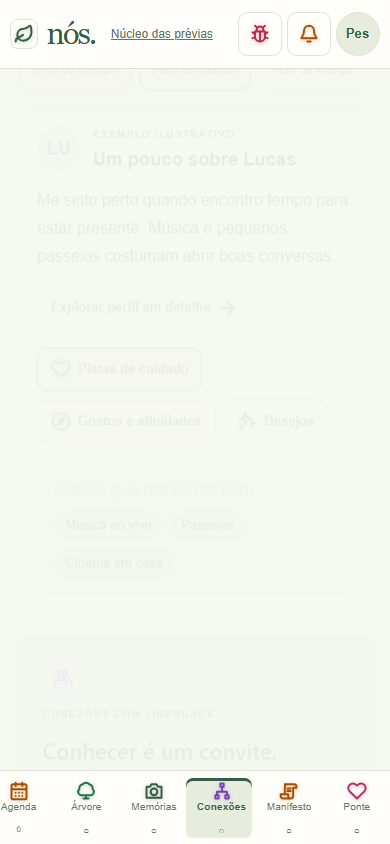 nós.
Núcleo das prévias
Pes
LU
EXEMPLO ILUSTRATIVO
Um pouco sobre Lucas
Me sinto perto quando encontro tempo para
estar presente. Música e pequenos
passeios costumam abrir boas conversas.
Explorar perfil em detalhe
Pistas de cuidado
Gostos e afinidades
Desejos
Música ao vivo
Passeios
Cinema em casa
CONEXÕES COM LIBERDADE
Conhecer é um convite.
Agenda
Árvore
Memórias
Conexões
Manifesto
Ponte